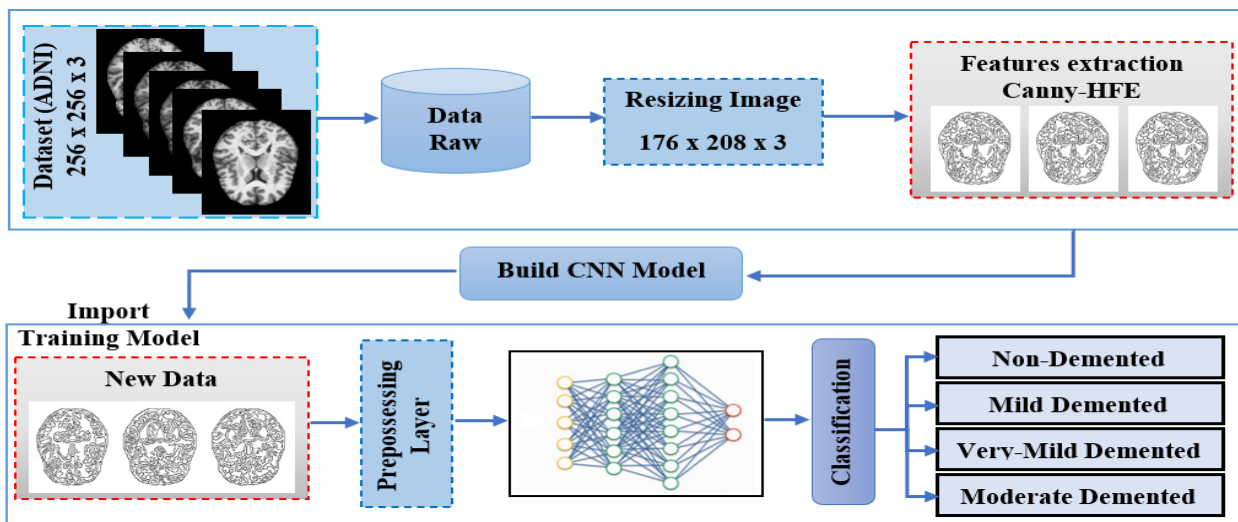 Dataset (ADNI)
256 x 256 x 3
Data
Raw
Resizing Image
176 x 208 x 3
Features extraction
Canny-HFE
Build CNN Model
Import
Training Model
New Data
Prepossessing
Layer
Classification
Non-Demented
Mild Demented
Very-Mild Demented
Moderate Demented